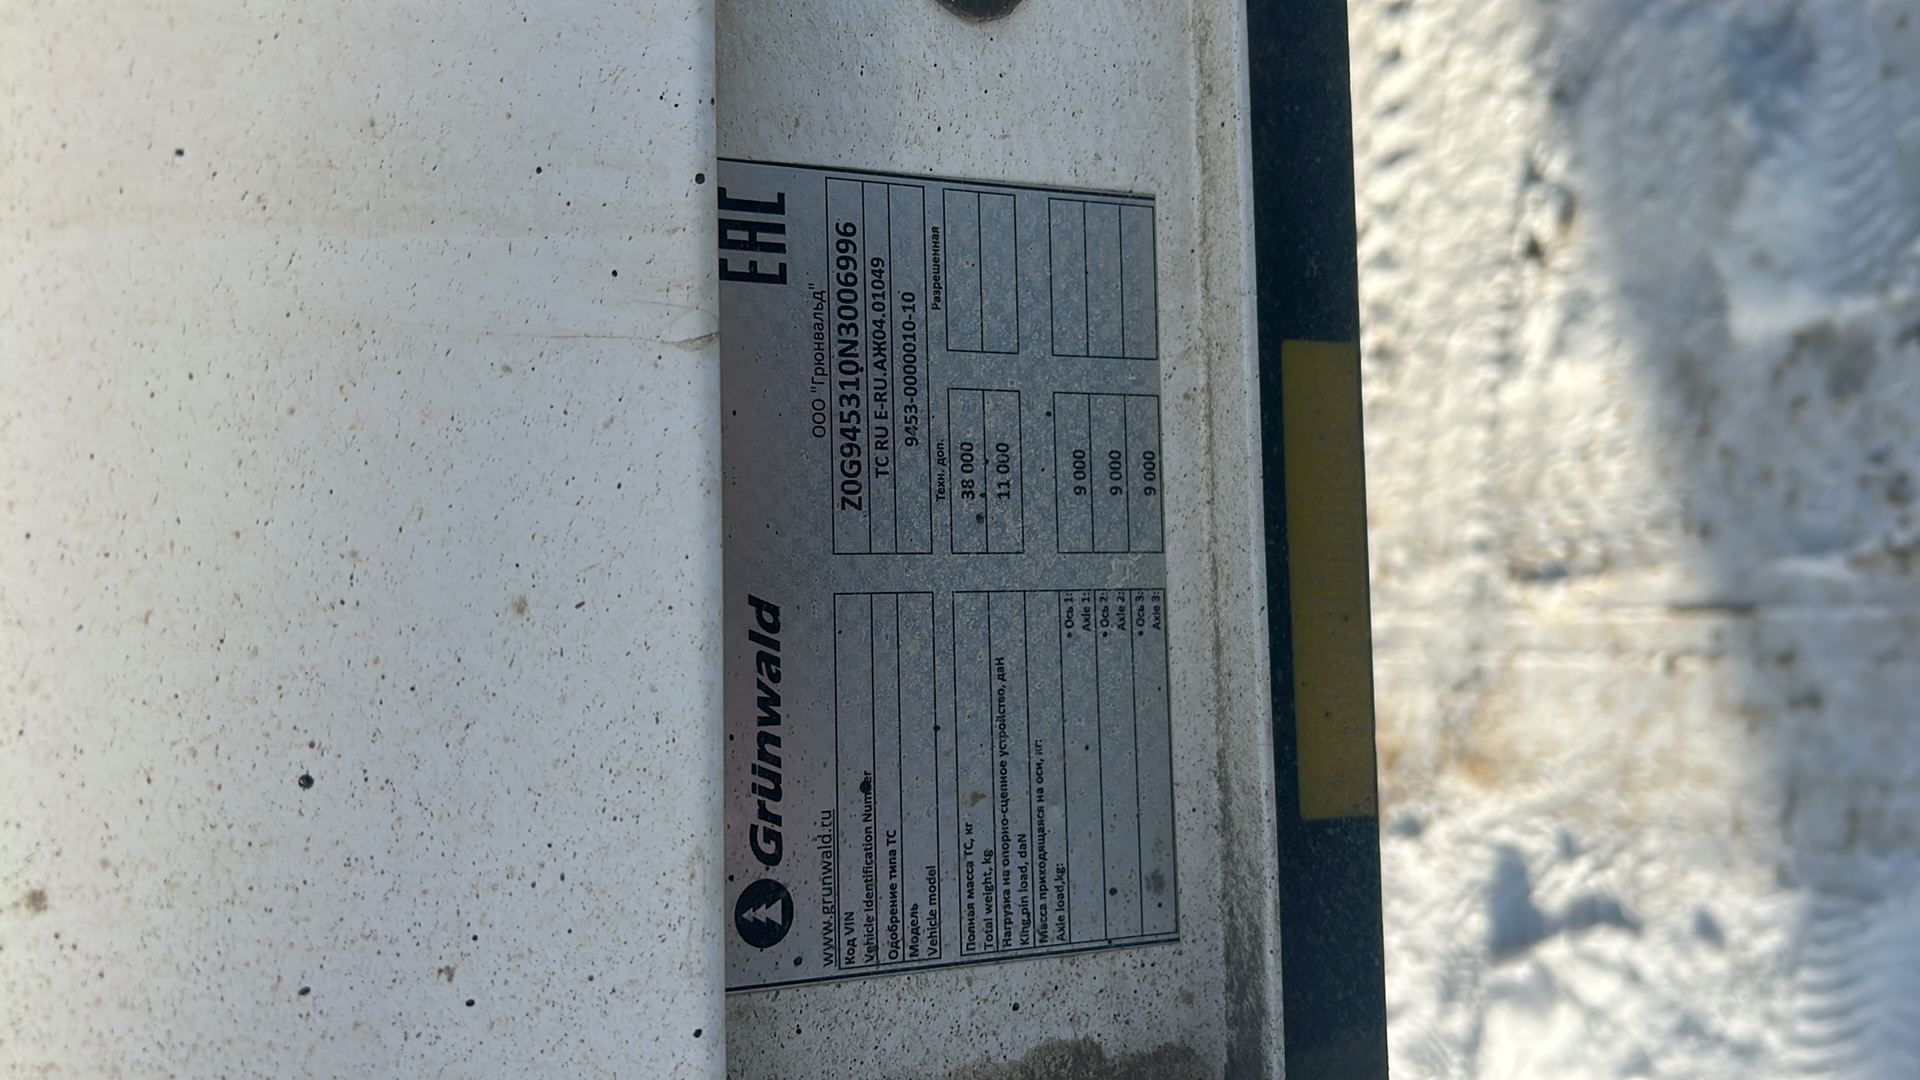 Grünwald
EAC
www.grunwald.ru
ООО "Грюнвальд"
Код VIN
Vehicle Identification Number
Z0G945310N3006996
Одобрение типа ТС
ТС RU E-RU.АЖ04.01049
Модель
Vehicle model
9453-0000010-10
Техн. доп.
Разрешенная
Полная масса ТС, кг
Total weight, kg
38 000
Нагрузка на опорно-сцепное устройство, даН
King pin load, daN
11 000
Масса приходящаяся на оси, кг:
Axle load,kg:
• Ось 1:
Axle 1:
9 000
• Ось 2:
Axle 2:
9 000
• Ось 3:
Axle 3:
9 000